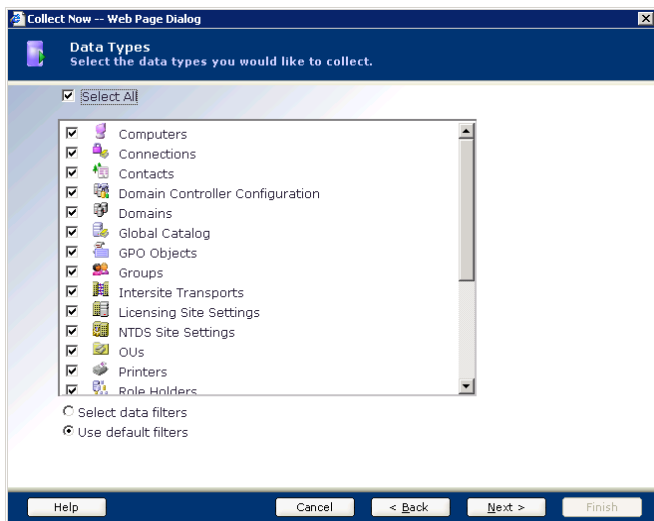 Collect Now -- Web Page Dialog
Data Types
Select the data types you would like to collect.
Select All
Computers
Connections
Contacts
Domain Controller Configuration
Domains
Global Catalog
GPO Objects
Groups
Intersite Transports
Licensing Site Settings
NTDS Site Settings
OUs
Printers
Role Holders
Select data filters
Use default filters
Help Cancel < Back Next > Finish